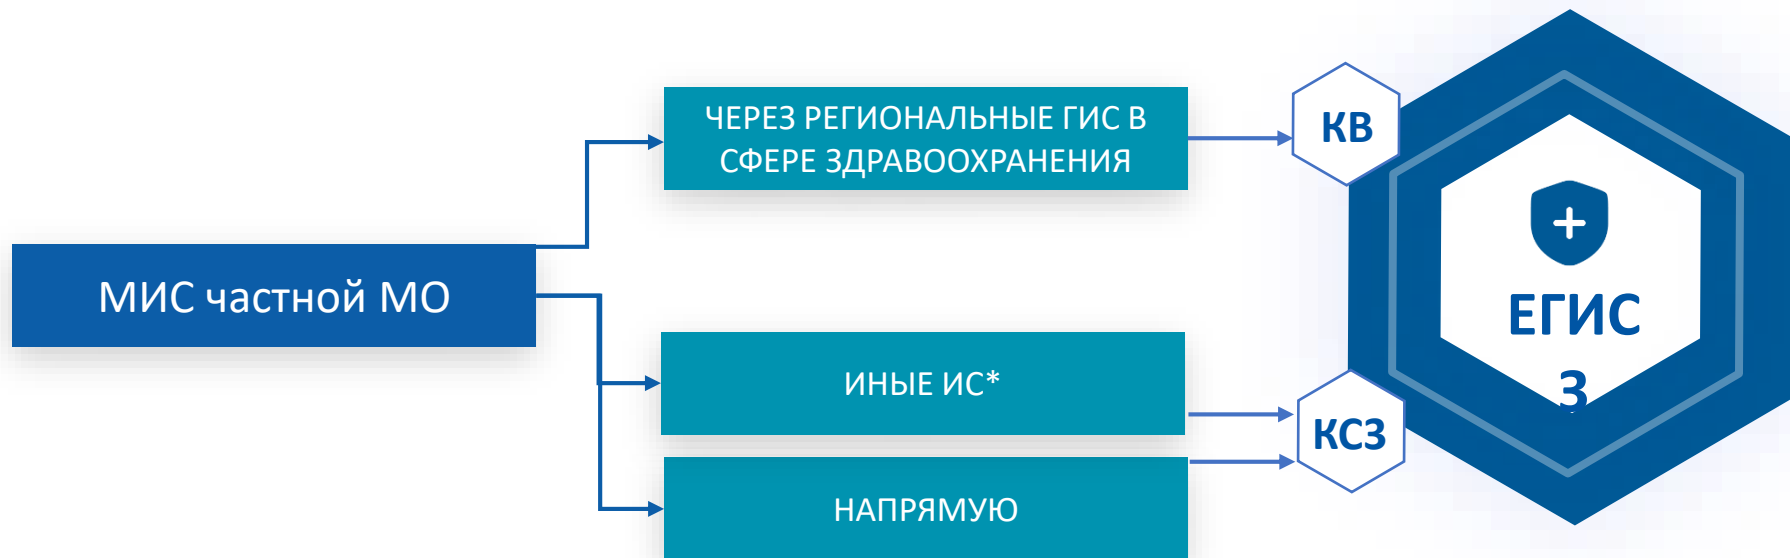 ЧЕРЕЗ РЕГИОНАЛЬНЫЕ ГИС В
СФЕРЕ ЗДРАВООХРАНЕНИЯ
КВ
МИС частной МО
ИНЫЕ ИС*
НАПРЯМУЮ
КСЗ
ЕГИС
З